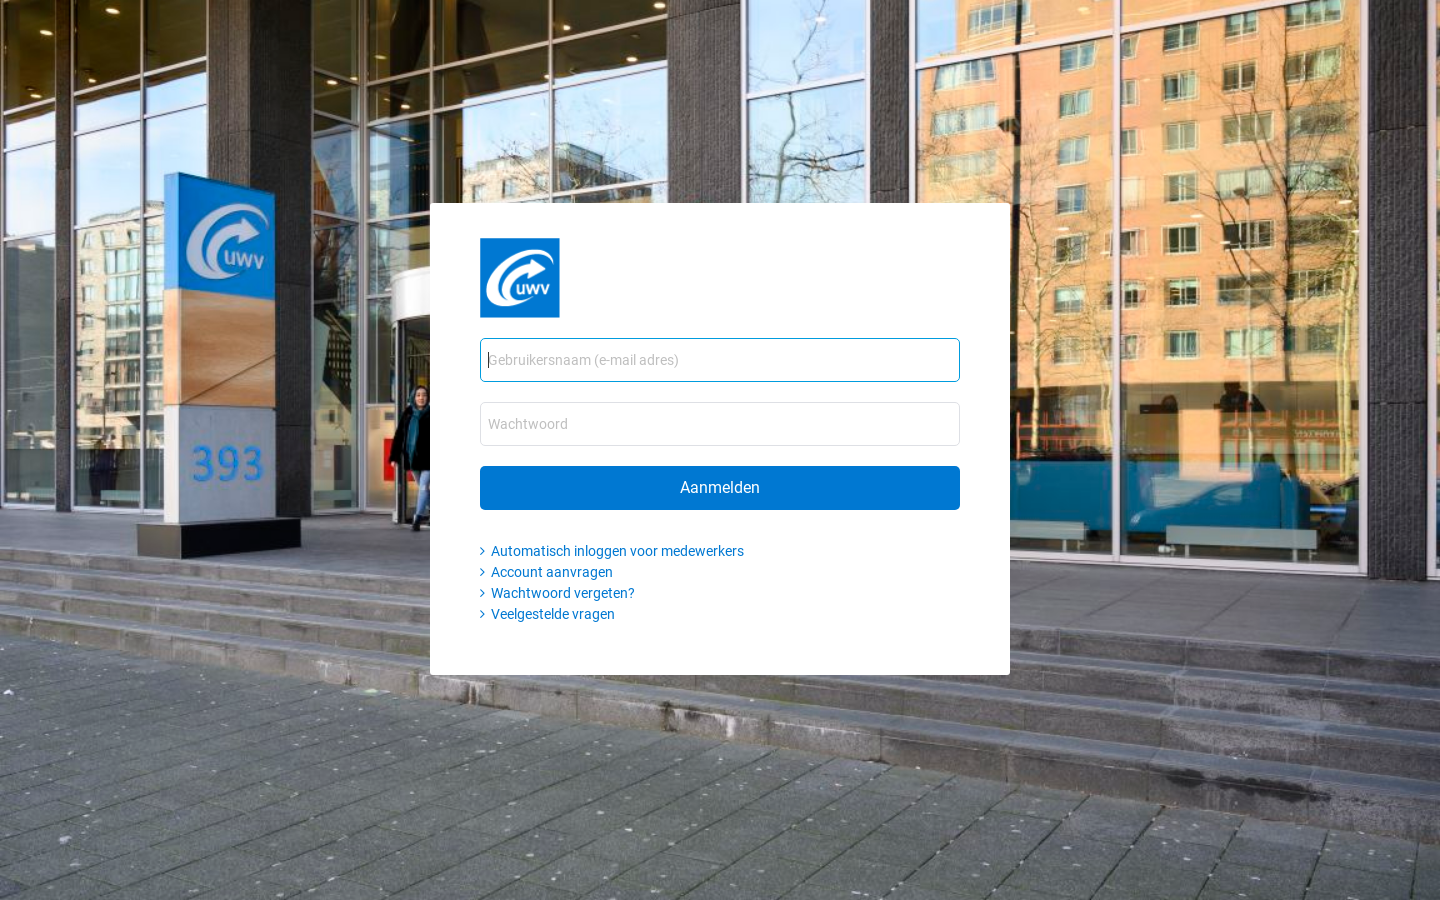 uwv
393
uwv
Gebruikersnaam (e-mail adres)
Wachtwoord
Aanmelden
Automatisch inloggen voor medewerkers
Account aanvragen
Wachtwoord vergeten?
Veelgestelde vragen